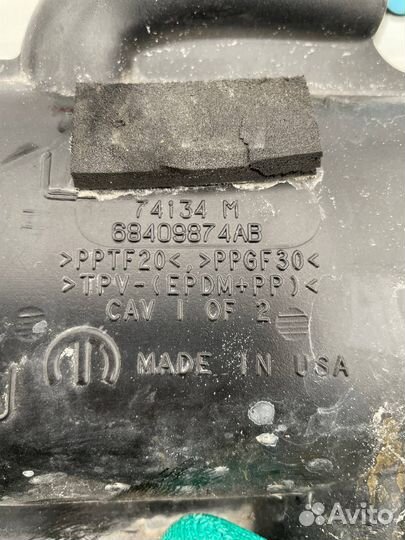 74134 M
68409874AB
>PPTF20<,>PPGF30<
>TPV-(EPDM+PP)<
CAV 1 OF 2
MADE IN USA
Avito